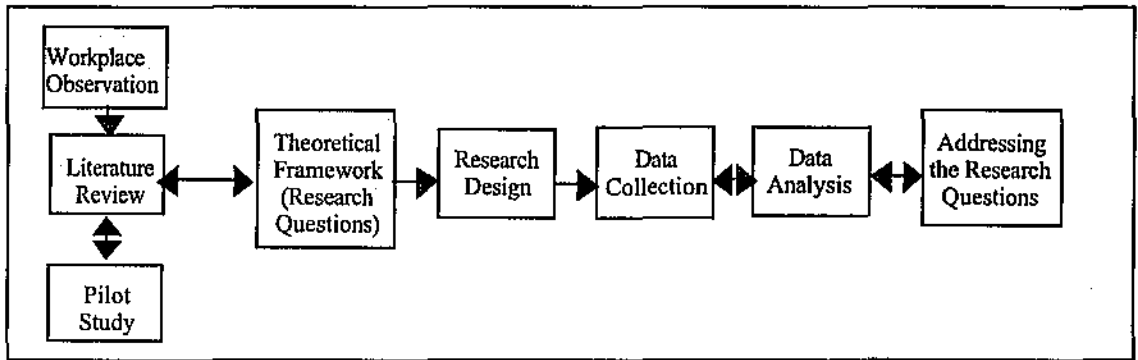 Workplace
Observation
Literature
Review
Pilot
Study
Theoretical
Framework
(Research
Questions)
Research
Design
Data
Collection
Data
Analysis
Addressing
the Research
Questions